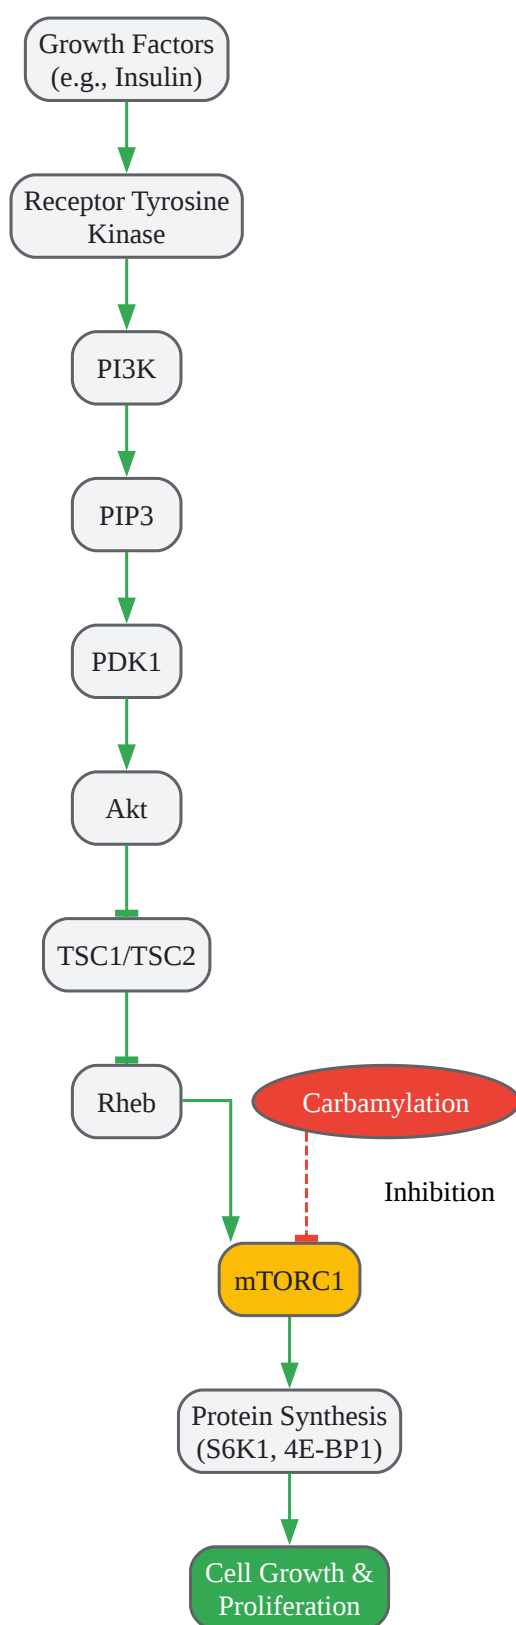 Growth Factors
(e.g., Insulin)
Receptor Tyrosine
Kinase
PI3K
PIP3
PDK1
Akt
TSC1/TSC2
Rheb
Carbamylation
Inhibition
mTORC1
Protein Synthesis
(S6K1, 4E-BP1)
Cell Growth &
Proliferation